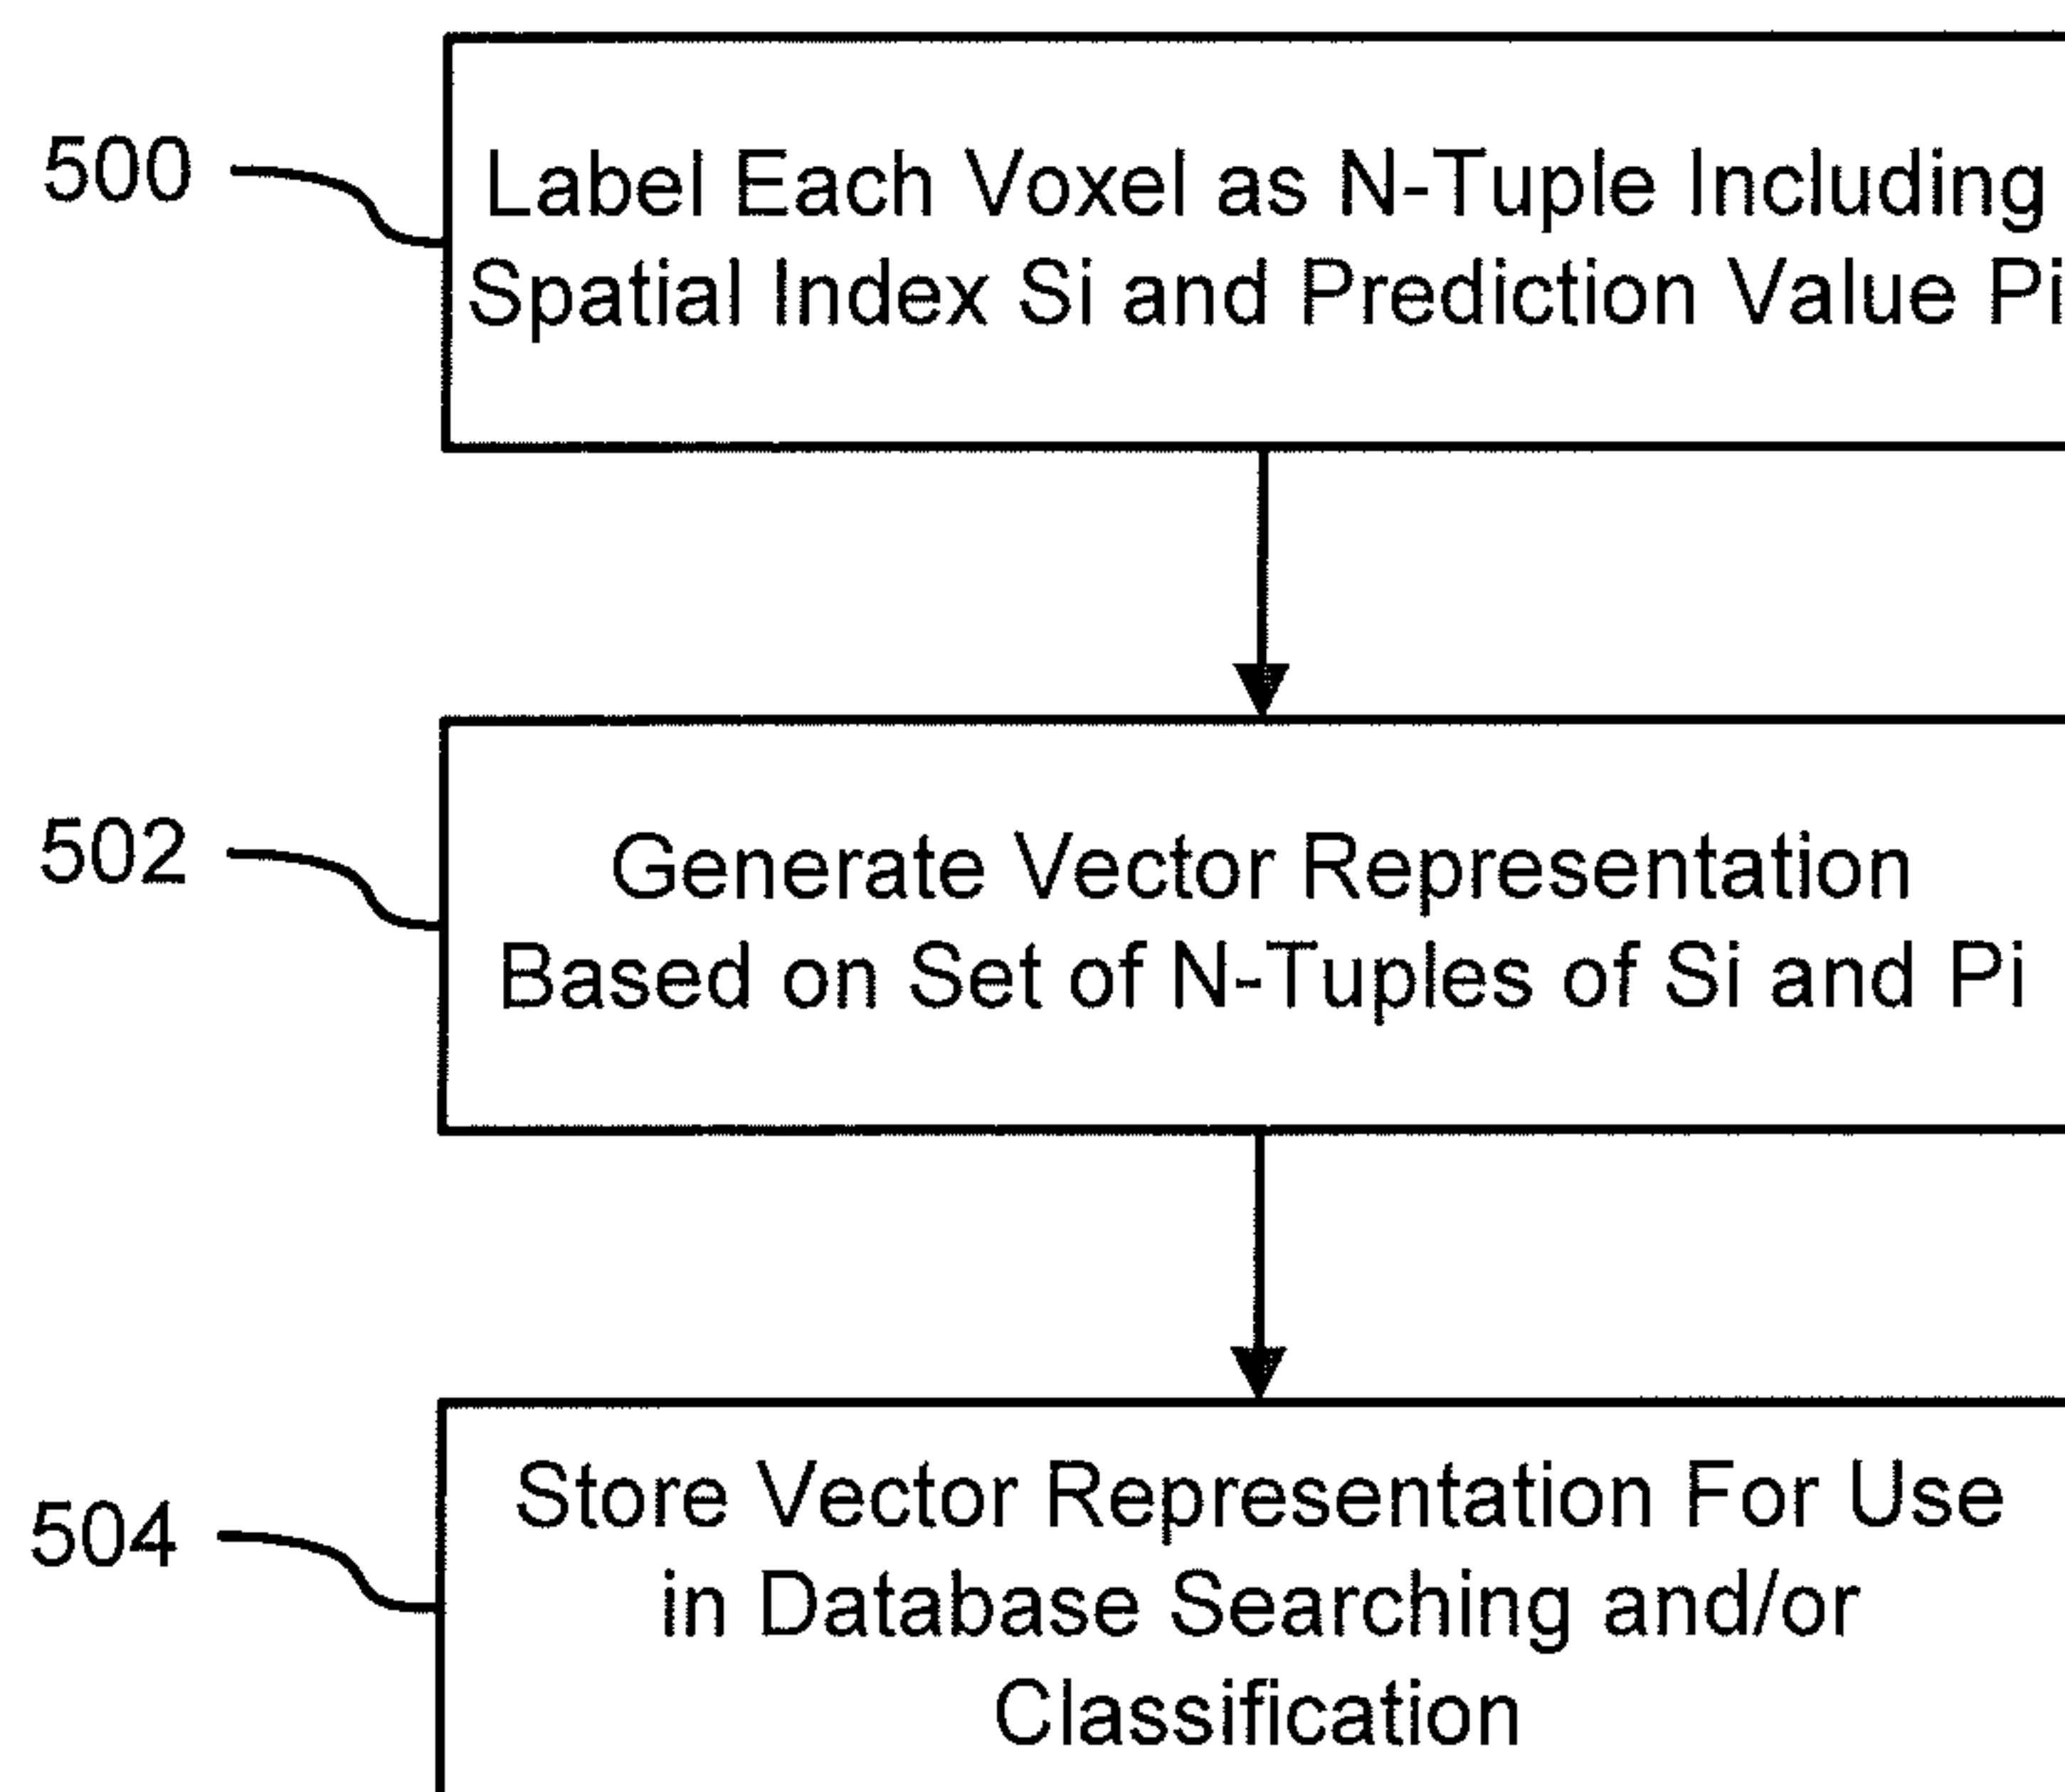 500
Label Each Voxel as N-Tuple Including
Spatial Index Si and Prediction Value Pi
502
Generate Vector Representation
Based on Set of N-Tuples of Si and Pi
504
Store Vector Representation For Use
in Database Searching and/or
Classification